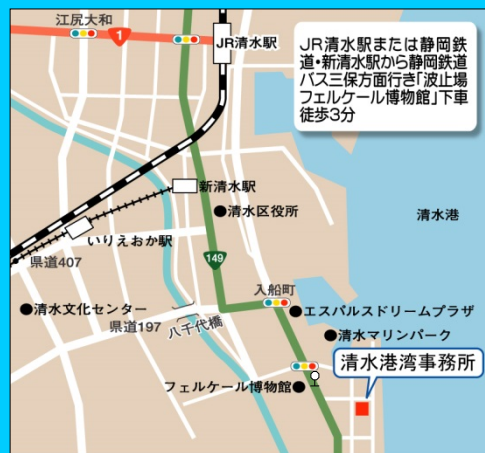 江尻大和
1
JR清水駅
JR清水駅または静岡鉄
道・新清水駅から静岡鉄道
バス三保方面行き「波止場
フェルケール博物館」下車
徒歩3分
新清水駅
清水区役所
清水港
いりえおか駅
県道407
149
入船町
清水文化センター
エスパルスドリームプラザ
県道197
八千代橋
清水マリンパーク
清水港湾事務所
フェルケール博物館